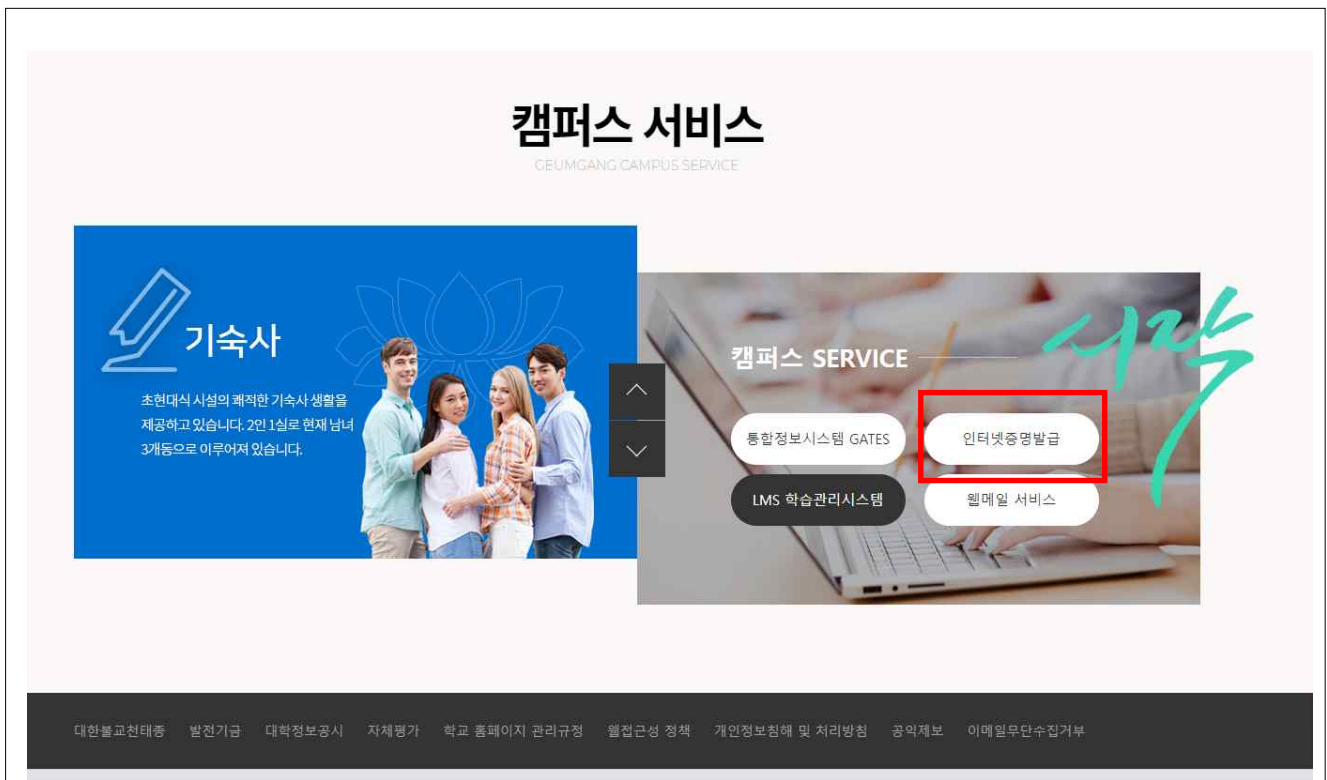 캠퍼스 서비스
GEUMGANG CAMPUS SERVICE
기숙사
초현대식 시설의 쾌적한 기숙사 생활을
제공하고 있습니다. 2인 1실로 현재 남녀
3개동으로 이루어져 있습니다.
시작
캠퍼스 SERVICE
통합정보시스템 GATES
인터넷증명발급
LMS 학습관리시스템
웹메일 서비스
대한불교천태종 발전기금 대학정보공시 자체평가 학교 홈페이지 관리규정 웹접근성 정책 개인정보침해 및 처리방침 공익제보 이메일무단수집거부